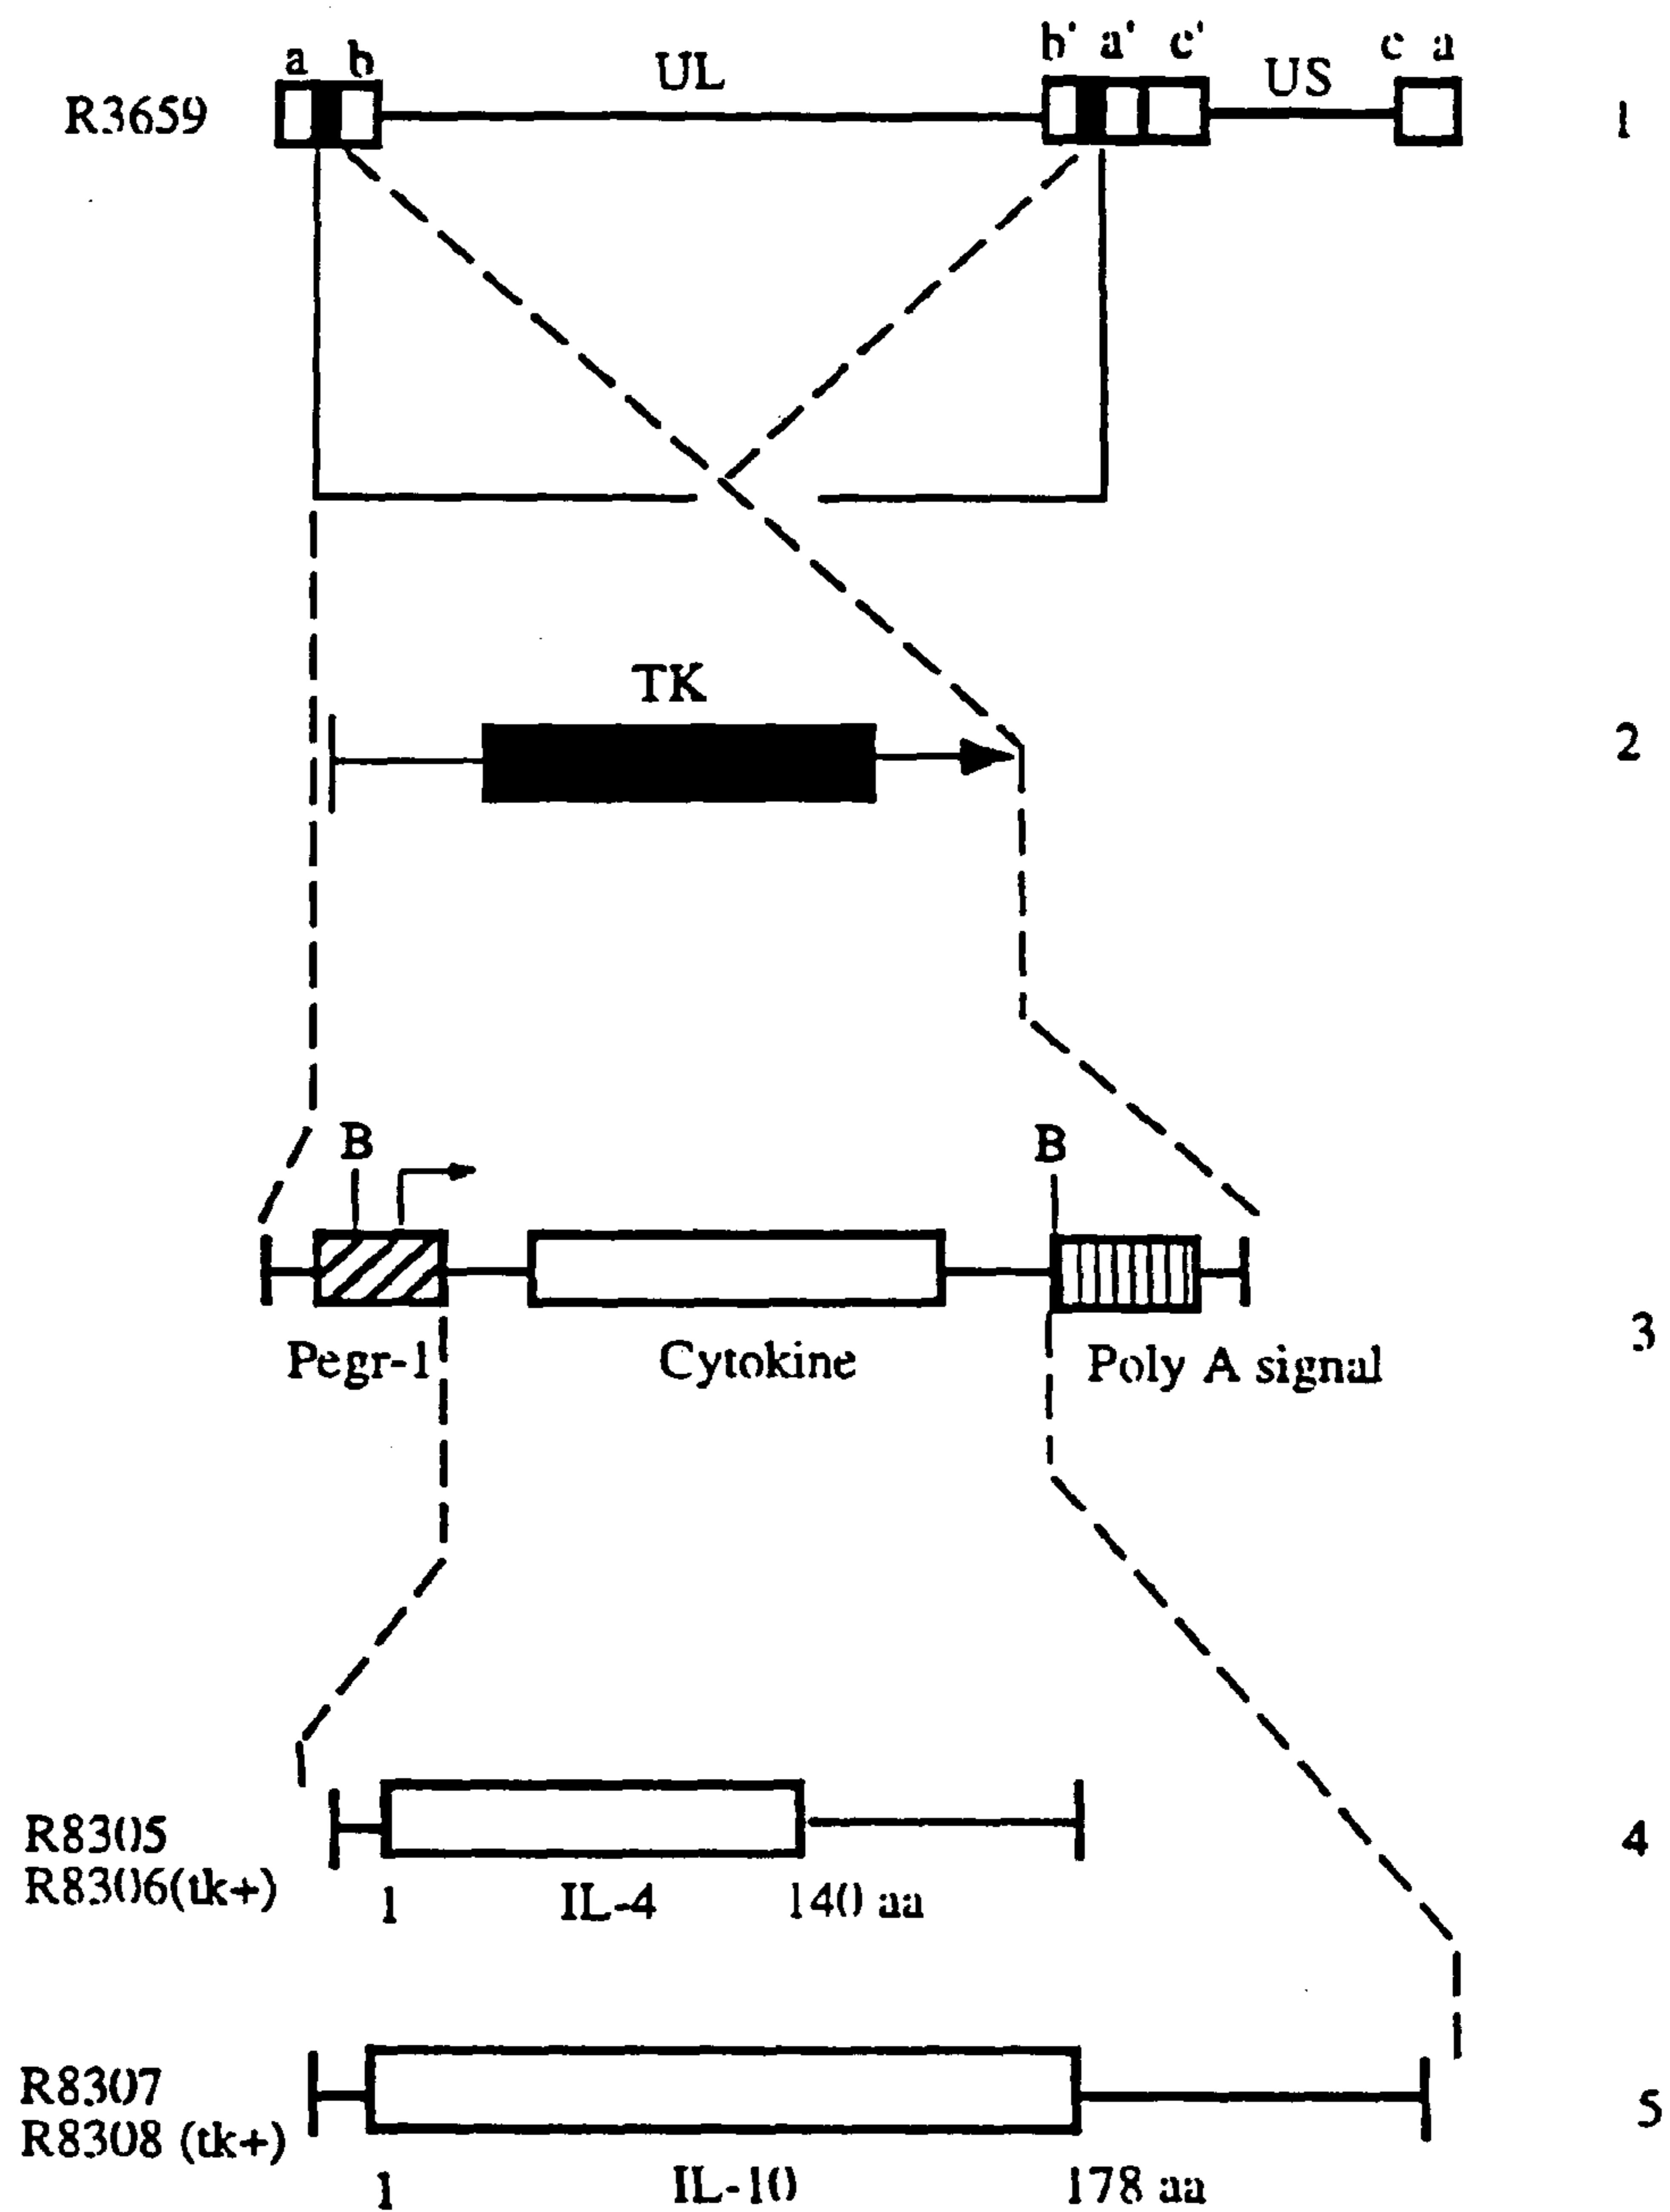 a b UL b' a' c' US c a
R3659 1
TK
2
B B
3
Pegr-1 Cytokine Poly A signal
R8305 4
R8306(tk+)
1 IL-4 140 aa
R8307 5
R8308 (tk+)
1 IL-10 178 aa